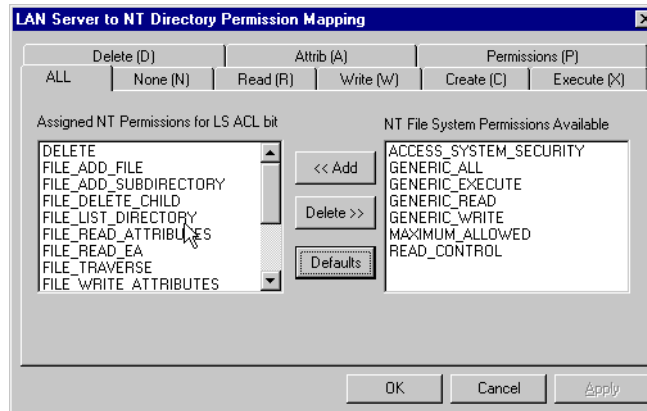 LAN Server to NT Directory Permission Mapping
Delete (D)
Attrib (A)
Permissions (P)
ALL
None (N)
Read (R)
Write (W)
Create (C)
Execute (X)
Assigned NT Permissions for LS ACL bit
DELETE
FILE_ADD_FILE
FILE_ADD_SUBDIRECTORY
FILE_DELETE_CHILD
FILE_LIST_DIRECTORY
FILE_READ_ATTRIBUTES
FILE_READ_EA
FILE_TRAVERSE
FILE_WRITE_ATTRIBUTES
<< Add
Delete >>
Defaults
NT File System Permissions Available
ACCESS_SYSTEM_SECURITY
GENERIC_ALL
GENERIC_EXECUTE
GENERIC_READ
GENERIC_WRITE
MAXIMUM_ALLOWED
READ_CONTROL
OK
Cancel
Apply